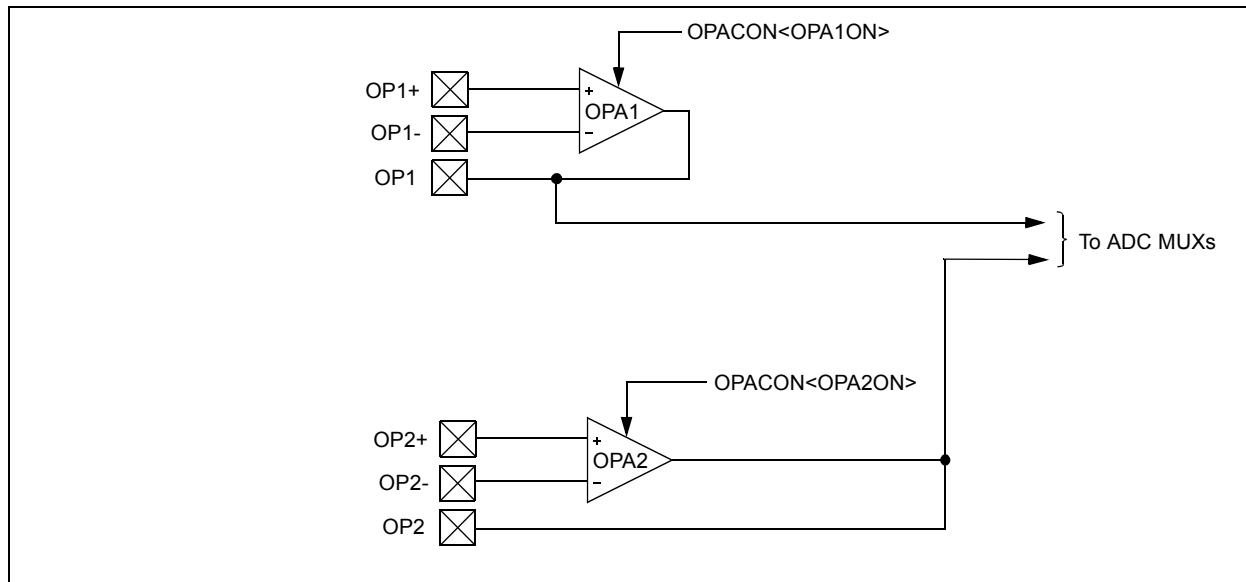 OPACON<OPA1ON>
OP1+
+
OPA1
OP1-
–
OP1
To ADC MUXs
OPACON<OPA2ON>
OP2+
+
OPA2
OP2-
–
OP2